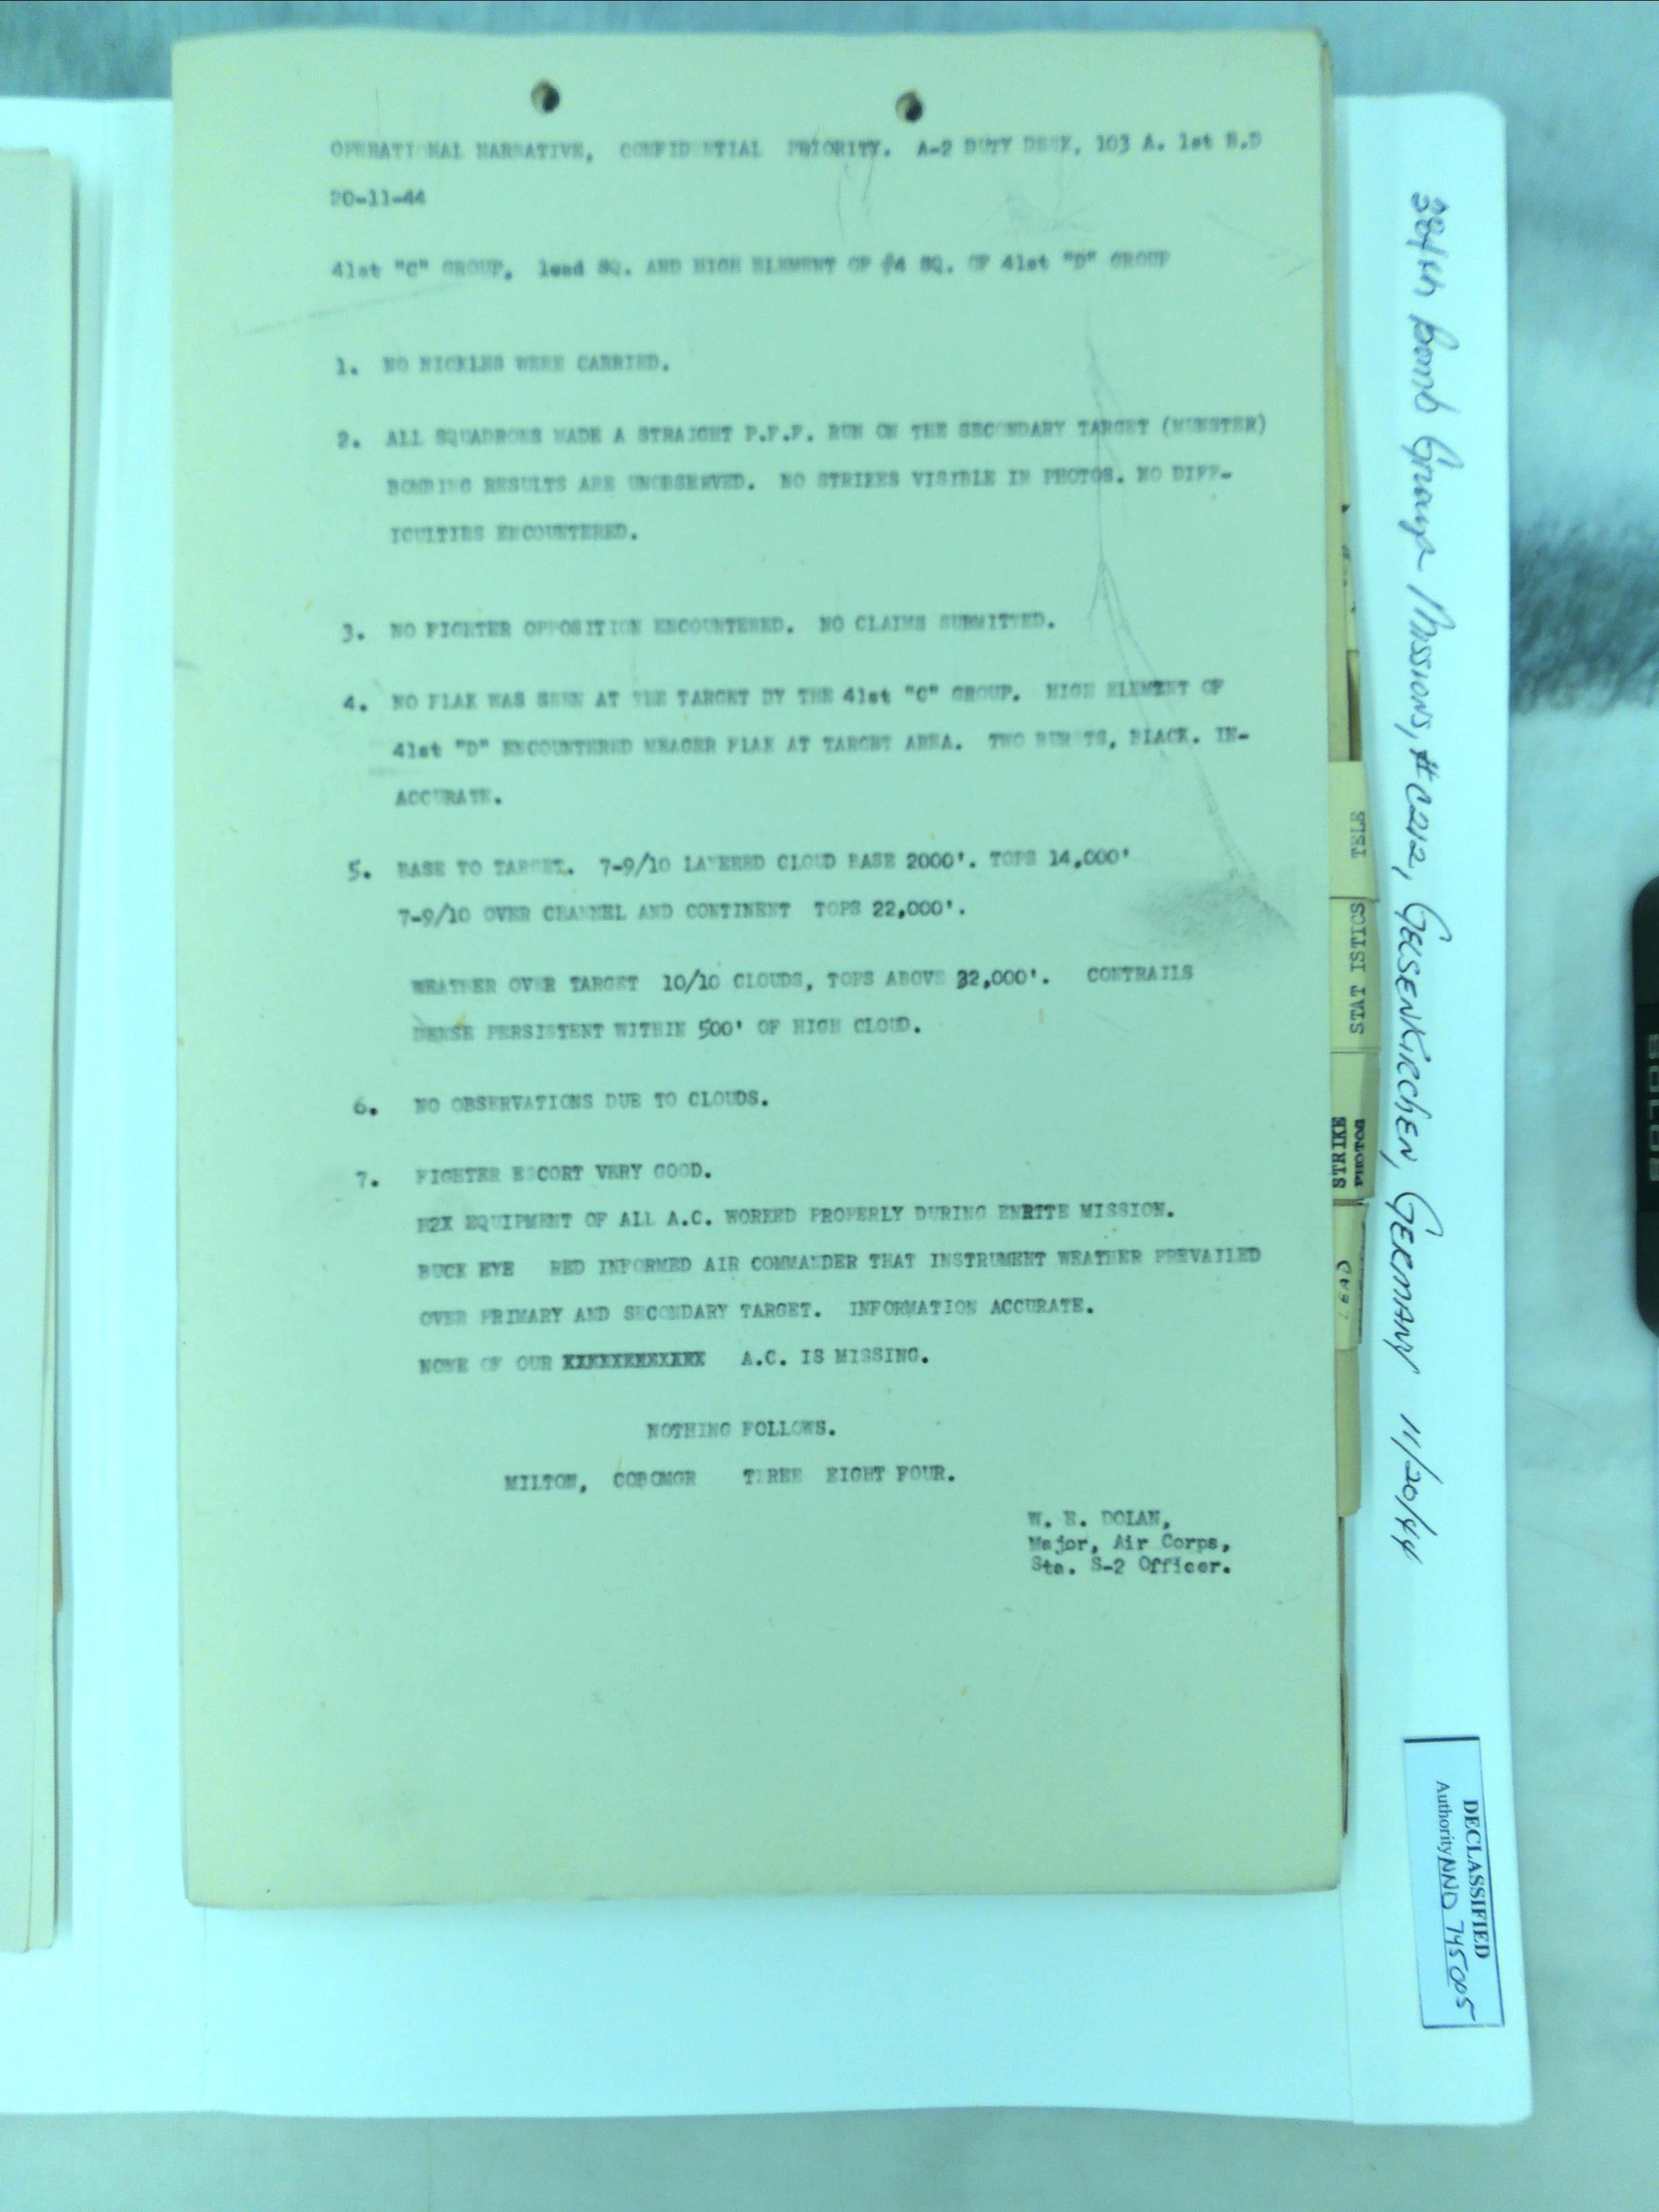 OPERATIONAL NARRATIVE, CONFIDENTIAL PRIORITY. A-2 DUTY DESK, 103 A. 1st B.D
20-11-44
41st "C" GROUP, lead SQ. AND HIGH ELEMENT OF #4 SQ. OF 41st "D" GROUP
1. NO NICKLES WERE CARRIED.
2. ALL SQUADRONS MADE A STRAIGHT P.F.F. RUN ON THE SECONDARY TARGET (MUNSTER)
BOMBING RESULTS ARE UNOBSERVED. NO STRIKES VISIBLE IN PHOTOS. NO DIFF-
ICULTIES ENCOUNTERED.
3. NO FIGHTER OPPOSITION ENCOUNTERED. NO CLAIMS SUBMITTED.
4. NO FLAK WAS SEEN AT THE TARGET BY THE 41st "C" GROUP. HIGH ELEMENT OF
41st "D" ENCOUNTERED MEAGER FLAK AT TARGET AREA. TWO BURSTS, BLACK. IN-
ACCURATE.
5. BASE TO TARGET. 7-9/10 LAYERED CLOUD BASE 2000'. TOPS 14,000'
7-9/10 OVER CHANNEL AND CONTINENT TOPS 22,000'.
WEATHER OVER TARGET 10/10 CLOUDS, TOPS ABOVE 32,000'. CONTRAILS
DENSE PERSISTENT WITHIN 500' OF HIGH CLOUD.
6. NO OBSERVATIONS DUE TO CLOUDS.
7. FIGHTER ESCORT VERY GOOD.
H2X EQUIPMENT OF ALL A.C. WORKED PROPERLY DURING ENRITE MISSION.
BUCK EYE RED INFORMED AIR COMMANDER THAT INSTRUMENT WEATHER PREVAILED
OVER PRIMARY AND SECONDARY TARGET. INFORMATION ACCURATE.
NONE OF OUR A.C. IS MISSING.
NOTHING FOLLOWS.
MILTON, COBOMGR THREE EIGHT FOUR.
W. E. DOLAN,
Major, Air Corps,
Sta. S-2 Officer.
TELE
STAT ISTICS
STRIKE
PHOTOS
384th Bomb Group Missions, #C212, GELSENKIRCHEN, GERMANY 11/20/44
DECLASSIFIED
Authority NND 745005